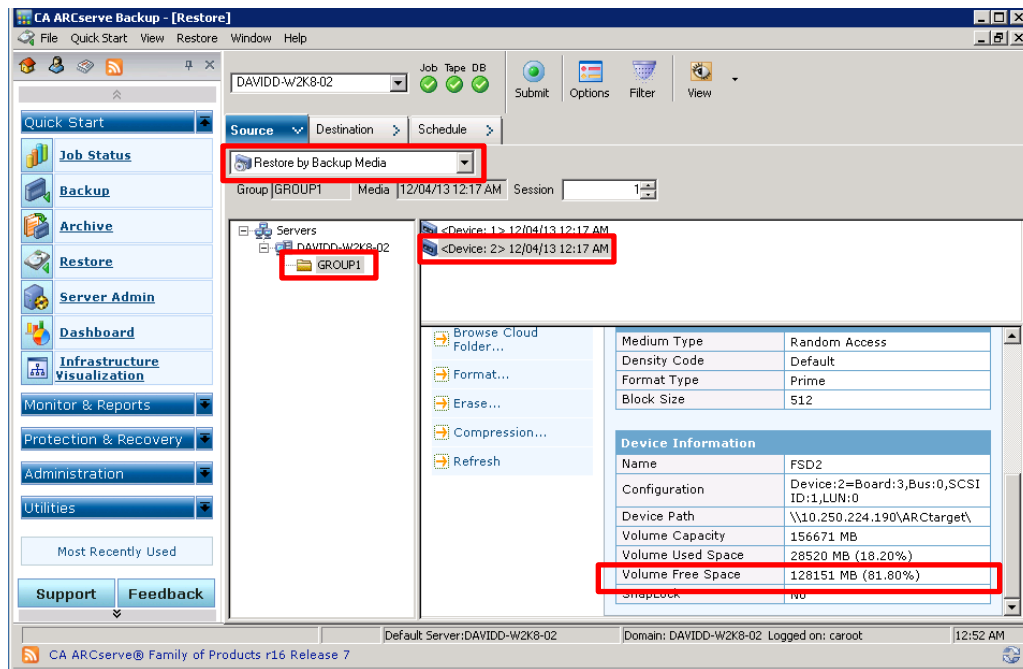 CA ARCserve Backup - [Restore]
File Quick Start View Restore Window Help
DAVIDD-W2K8-02
Job Tape DB
Submit Options Filter View
Quick Start
Job Status
Backup
Archive
Restore
Server Admin
Dashboard
Infrastructure
Visualization
Monitor & Reports
Protection & Recovery
Administration
Utilities
Most Recently Used
Support Feedback
Source Destination Schedule
Restore by Backup Media
Group GROUP1 Media 12/04/13 12:17 AM Session 1
Servers
DAVIDD-W2K8-02
GROUP1
<Device: 1> 12/04/13 12:17 AM
<Device: 2> 12/04/13 12:17 AM
Browse Cloud
Folder...
Format...
Erase...
Compression...
Refresh
Medium Type Random Access
Density Code Default
Format Type Prime
Block Size 512
Device Information
Name FSD2
Configuration Device:2=Board:3,Bus:0,SCSI
ID:1,LUN:0
Device Path \\10.250.224.190\ARCtarget\
Volume Capacity 156671 MB
Volume Used Space 28520 MB (18.20%)
Volume Free Space 128151 MB (81.80%)
SnapLock No
Default Server:DAVIDD-W2K8-02 Domain: DAVIDD-W2K8-02 Logged on: caroot 12:52 AM
CA ARCserve® Family of Products r16 Release 7